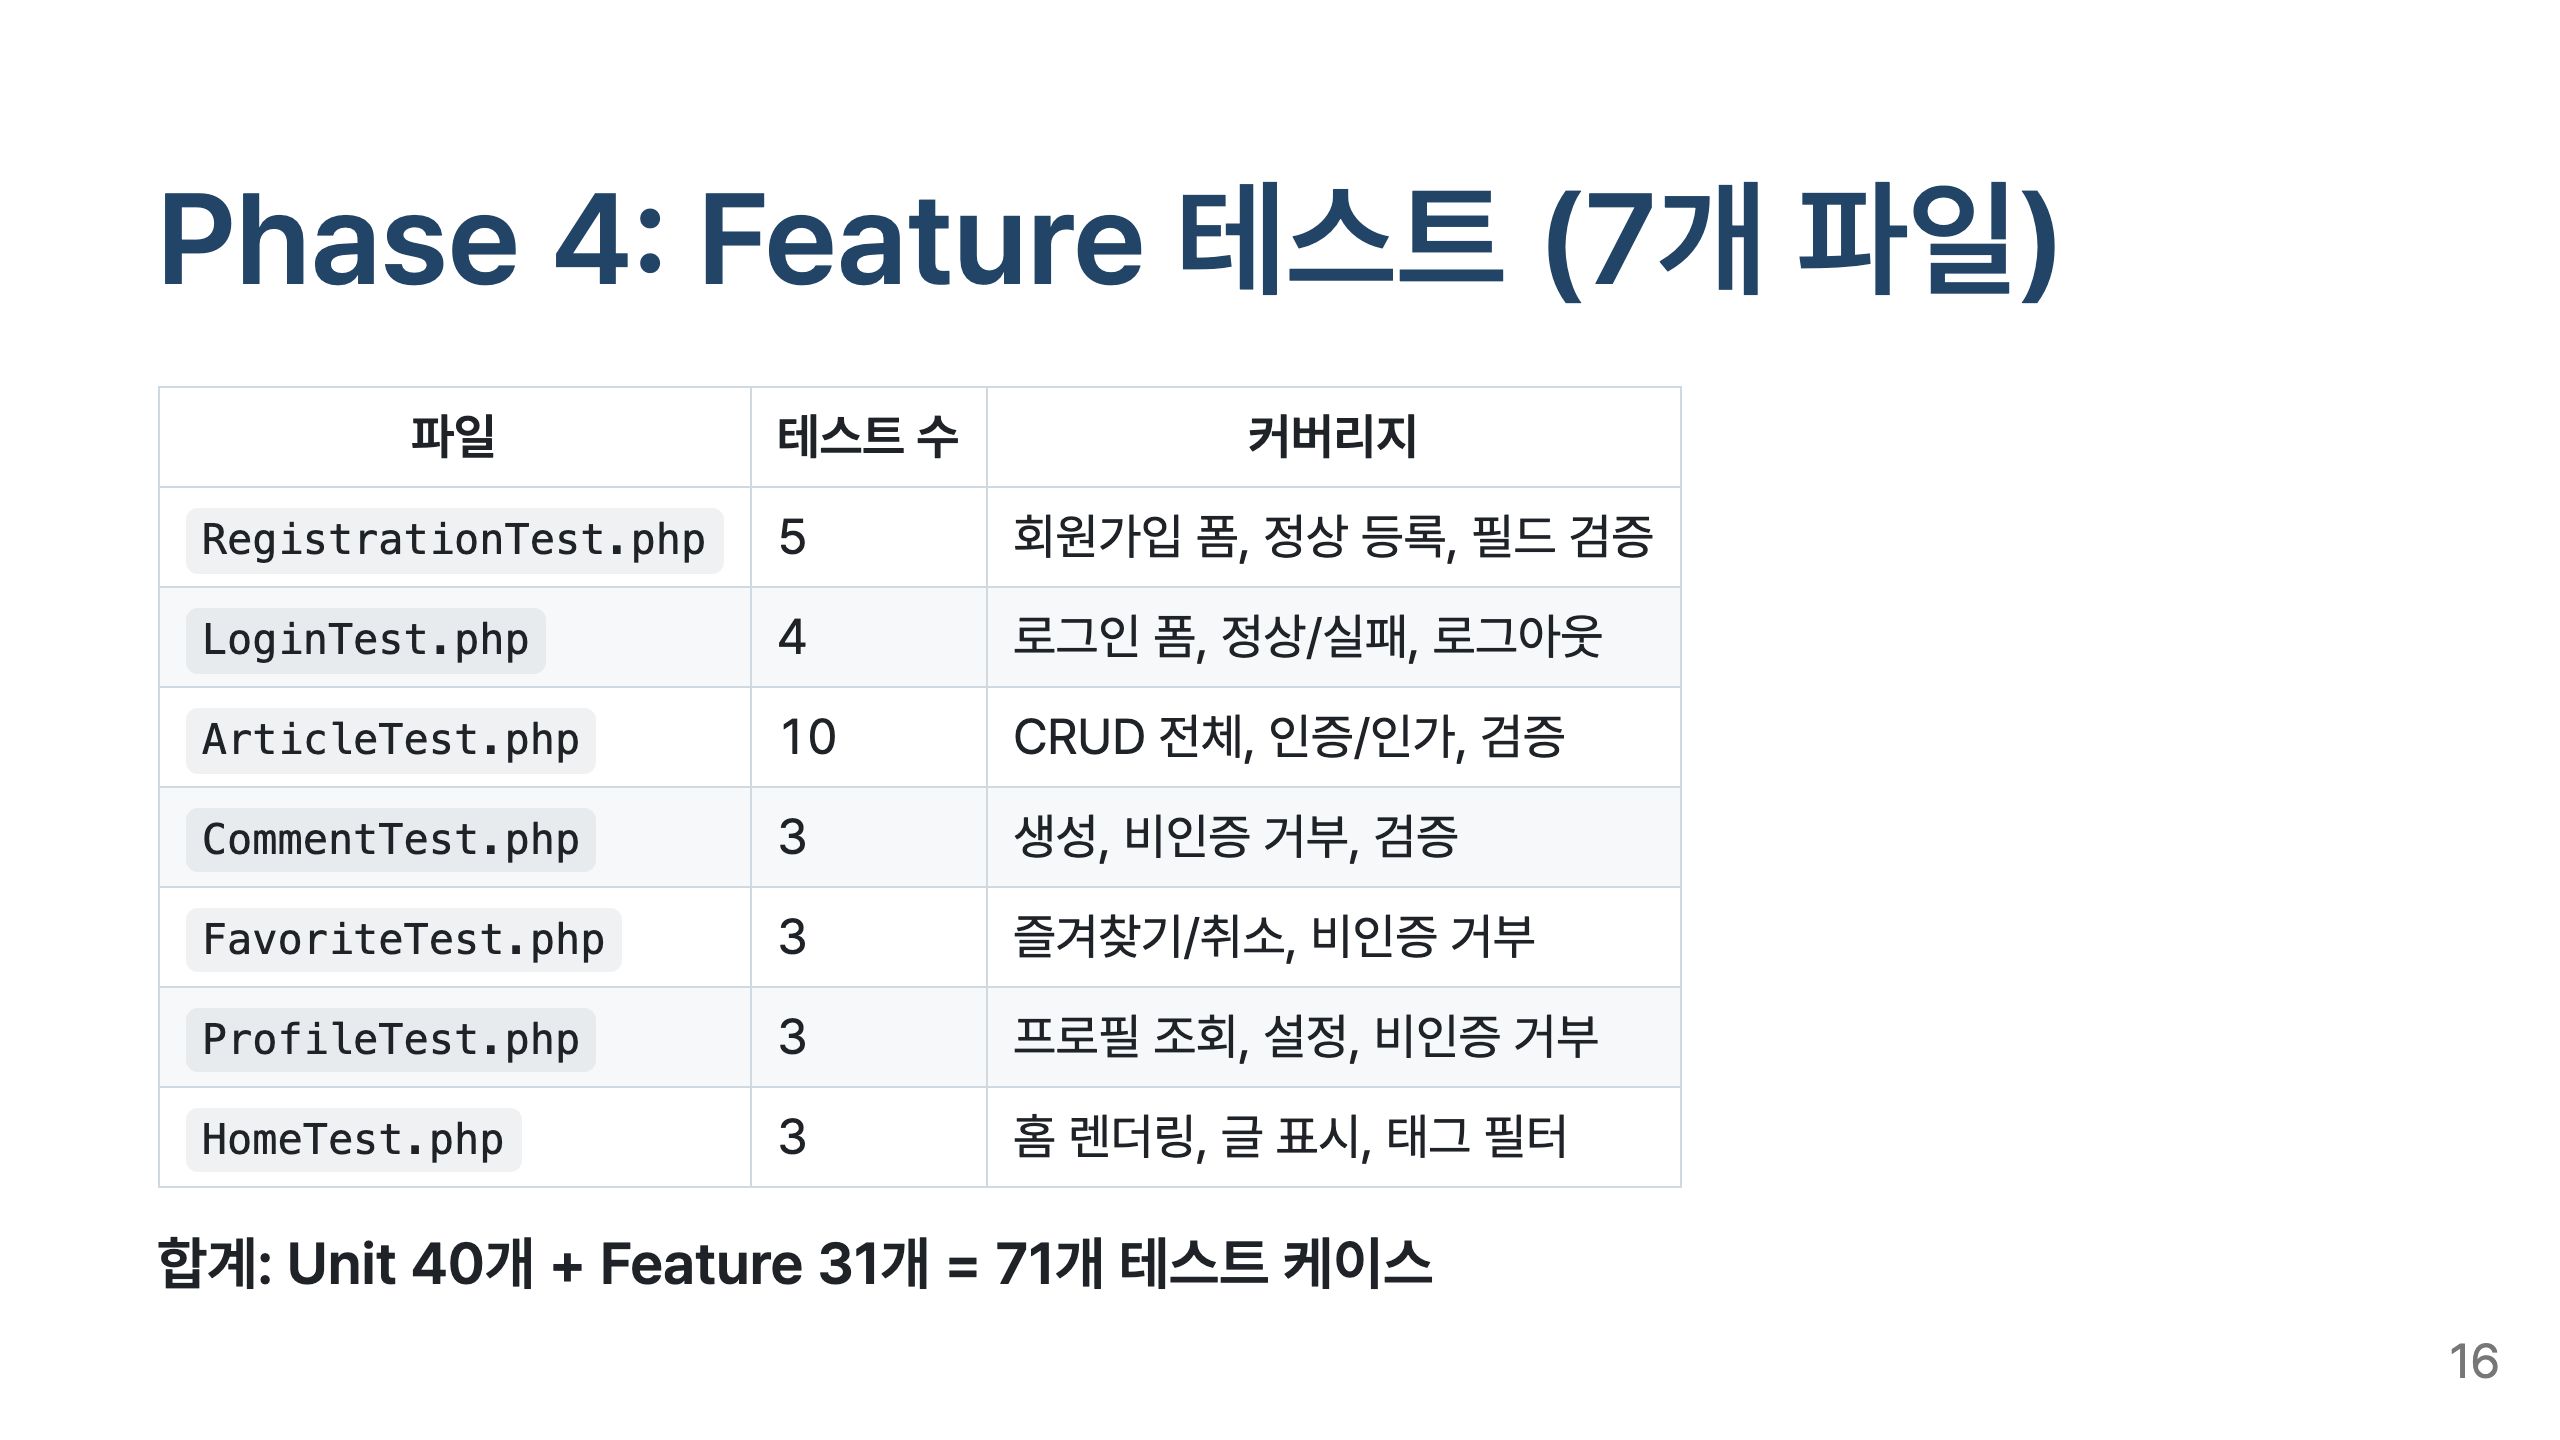 Phase 4: Feature 테스트 (7개 파일)
파일 테스트 수 커버리지
RegistrationTest.php 5 회원가입 폼, 정상 등록, 필드 검증
LoginTest.php 4 로그인 폼, 정상/실패, 로그아웃
ArticleTest.php 10 CRUD 전체, 인증/인가, 검증
CommentTest.php 3 생성, 비인증 거부, 검증
FavoriteTest.php 3 즐겨찾기/취소, 비인증 거부
ProfileTest.php 3 프로필 조회, 설정, 비인증 거부
HomeTest.php 3 홈 렌더링, 글 표시, 태그 필터
합계: Unit 40개 + Feature 31개 = 71개 테스트 케이스
16